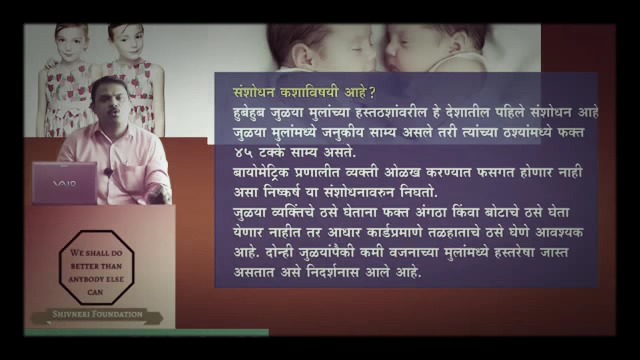 संशोधन कशाविषयी आहे?
हुबेहुब जुळया मुलांच्या हस्तठशांवरील हे देशातील पहिले संशोधन आहे
जुळया मुलांमध्ये जनुकीय साम्य असले तरी त्यांच्या ठश्यांमध्ये फक्त
४५ टक्के साम्य असते.
बायोमेट्रिक प्रणालीत व्यक्ती ओळख करण्यात फसगत होणार नाही
असा निष्कर्ष या संशोधनावरुन निघतो.
जुळया व्यक्तिंचे ठसे घेताना फक्त अंगठा किंवा बोटाचे ठसे घेता
येणार नाहीत तर आधार कार्डप्रमाणे तळहाताचे ठसे घेणे आवश्यक
आहे. दोन्ही जुळयांपैकी कमी वजनाच्या मुलांमध्ये हस्तरेषा जास्त
असतात असे निदर्शनास आले आहे.
VAIO
WE SHALL DO
BETTER THAN
ANYBODY ELSE
CAN
SHIVNERI FOUNDATION